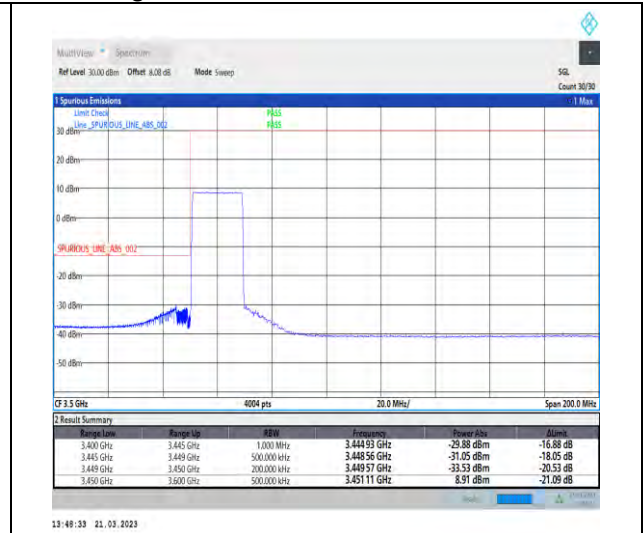 MultiView Spectrum
Ref Level 30.00 dBm Offset 8.08 dB Mode Sweep SGL
Count 30/30
1 Spurious Emissions 1 Max
Limit Check PASS
Line _SPURIOUS_LINE_ABS_002 PASS
30 dBm
20 dBm
10 dBm
0 dBm
_SPURIOUS_LINE_ABS_002
-20 dBm
-30 dBm
-40 dBm
-50 dBm
CF 3.5 GHz 4004 pts 20.0 MHz/ Span 200.0 MHz
2 Result Summary
Range Low Range Up RBW Frequency Power Abs ΔLimit
3.400 GHz 3.445 GHz 1.000 MHz 3.444 93 GHz -29.88 dBm -16.88 dB
3.445 GHz 3.449 GHz 500.000 kHz 3.448 56 GHz -31.05 dBm -18.05 dB
3.449 GHz 3.450 GHz 200.000 kHz 3.449 57 GHz -33.53 dBm -20.53 dB
3.450 GHz 3.600 GHz 500.000 kHz 3.451 11 GHz 8.91 dBm -21.09 dB
13:48:33 21.03.2023